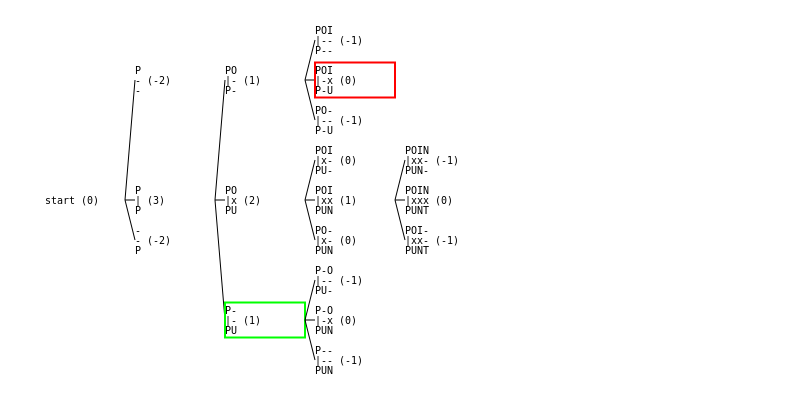 POI
|-- (-1)
P--
P
- (-2)
-
PO
|- (1)
P-
POI
|-x (0)
P-U
PO-
|-- (-1)
P-U
start (0)
P
| (3)
P
-
- (-2)
P
PO
|x (2)
PU
POI
|x- (0)
PU-
POI
|xx (1)
PUN
PO-
|x- (0)
PUN
POIN
|xx- (-1)
PUN-
POIN
|xxx (0)
PUNT
POI-
|xx- (-1)
PUNT
P-
|- (1)
PU
P-O
|-- (-1)
PU-
P-O
|-x (0)
PUN
P--
|-- (-1)
PUN